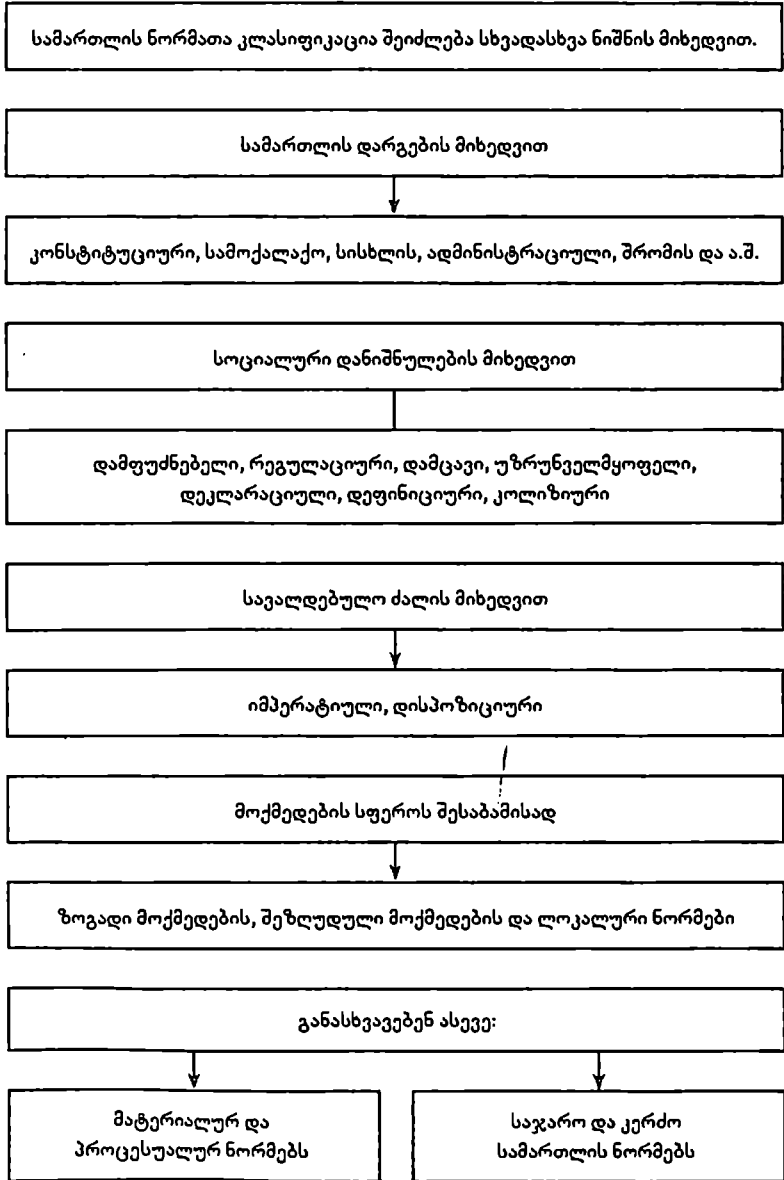 სამართლის ნორმათა კლასიფიკაცია შეიძლება სხვადასხვა ნიშნის მიხედვით.
სამართლის დარგების მიხედვით
კონსტიტუციური, სამოქალაქო, სისხლის, ადმინისტრაციული, შრომის და ა.შ.
სოციალური დანიშნულების მიხედვით
დამფუძნებელი, რეგულაციური, დამცავი, უზრუნველმყოფელი,
დეკლარაციული, დეფინიციური, კოლიზიური
სავალდებულო ძალის მიხედვით
იმპერატიული, დისპოზიციური
მოქმედების სფეროს შესაბამისად
ზოგადი მოქმედების, შეზღუდული მოქმედების და ლოკალური ნორმები
განასხვავებენ ასევე:
მატერიალურ და
პროცესუალურ ნორმებს
საჯარო და კერძო
სამართლის ნორმებს